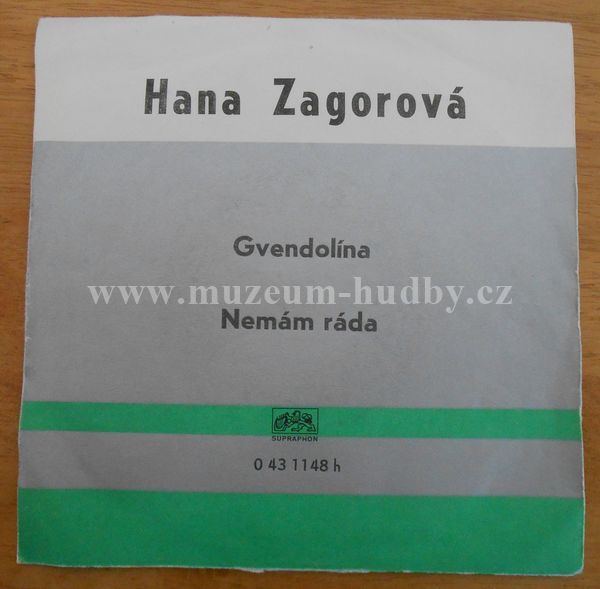 Hana Zagorová
Gvendolína
www.muzeum-hudby.cz
Nemám ráda
SUPRAPHON
0 43 1148 h